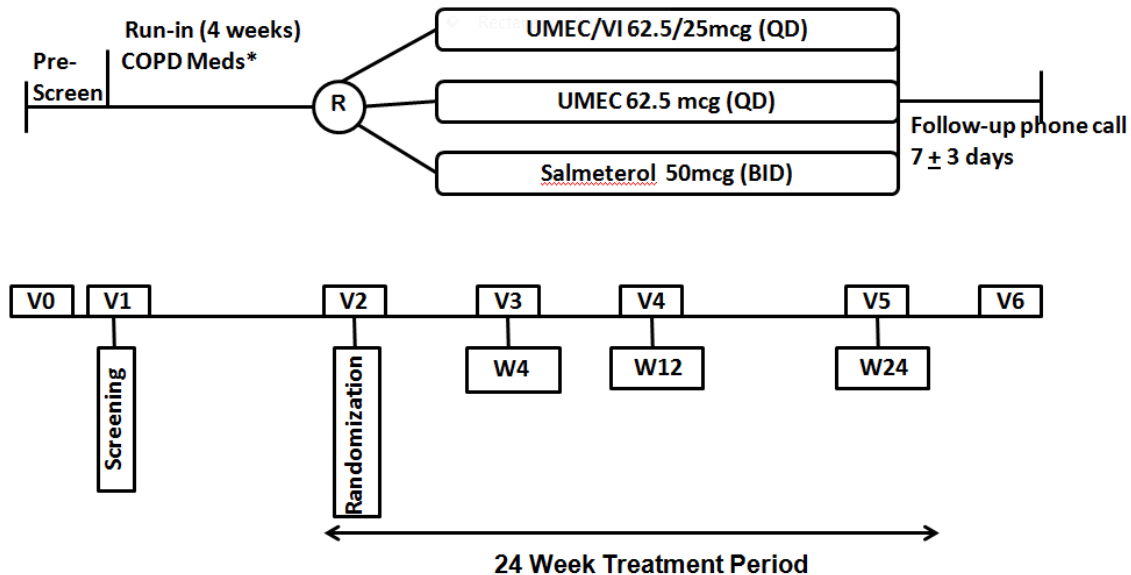 Run-in (4 weeks)
COPD Meds*
Pre-
Screen
R
UMEC/VI 62.5/25mcg (QD)
UMEC 62.5 mcg (QD)
Salmeterol 50mcg (BID)
Follow-up phone call
7 ± 3 days
V0
V1
V2
V3
V4
V5
V6
Screening
Randomization
W4
W12
W24
24 Week Treatment Period